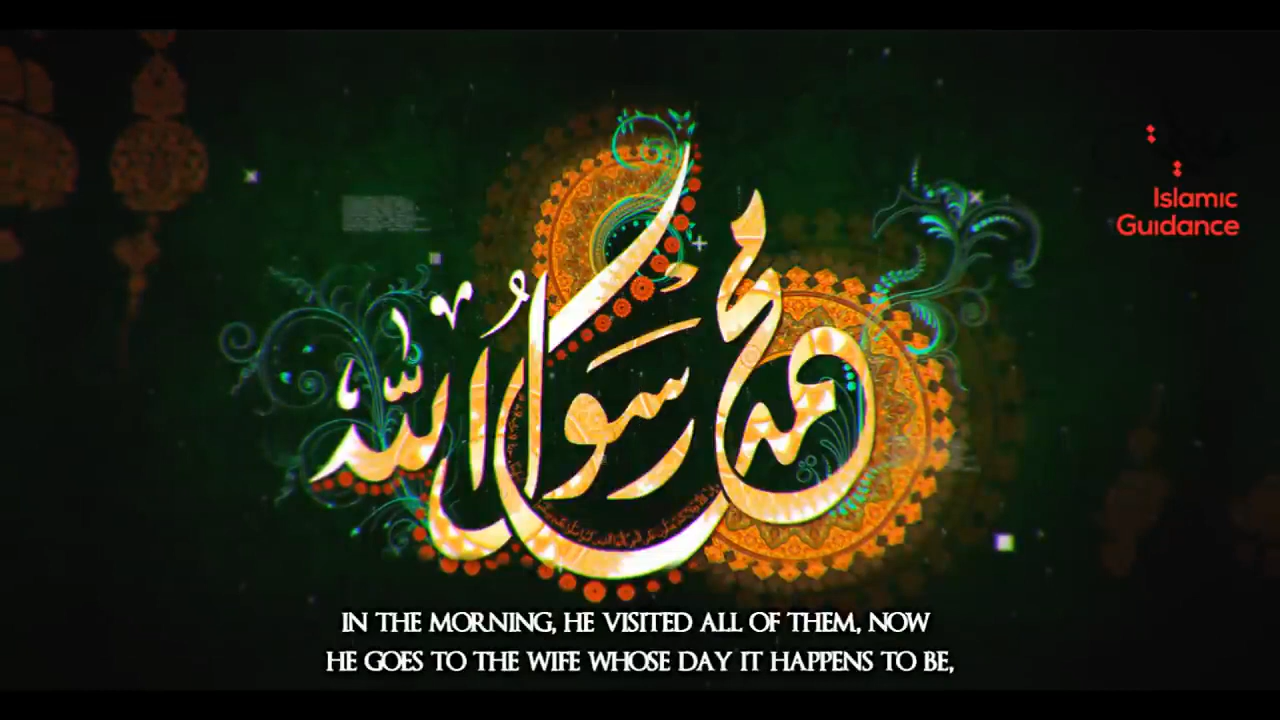 محمد رسول الله
Islamic
Guidance
IN THE MORNING, HE VISITED ALL OF THEM, NOW
HE GOES TO THE WIFE WHOSE DAY IT HAPPENS TO BE,